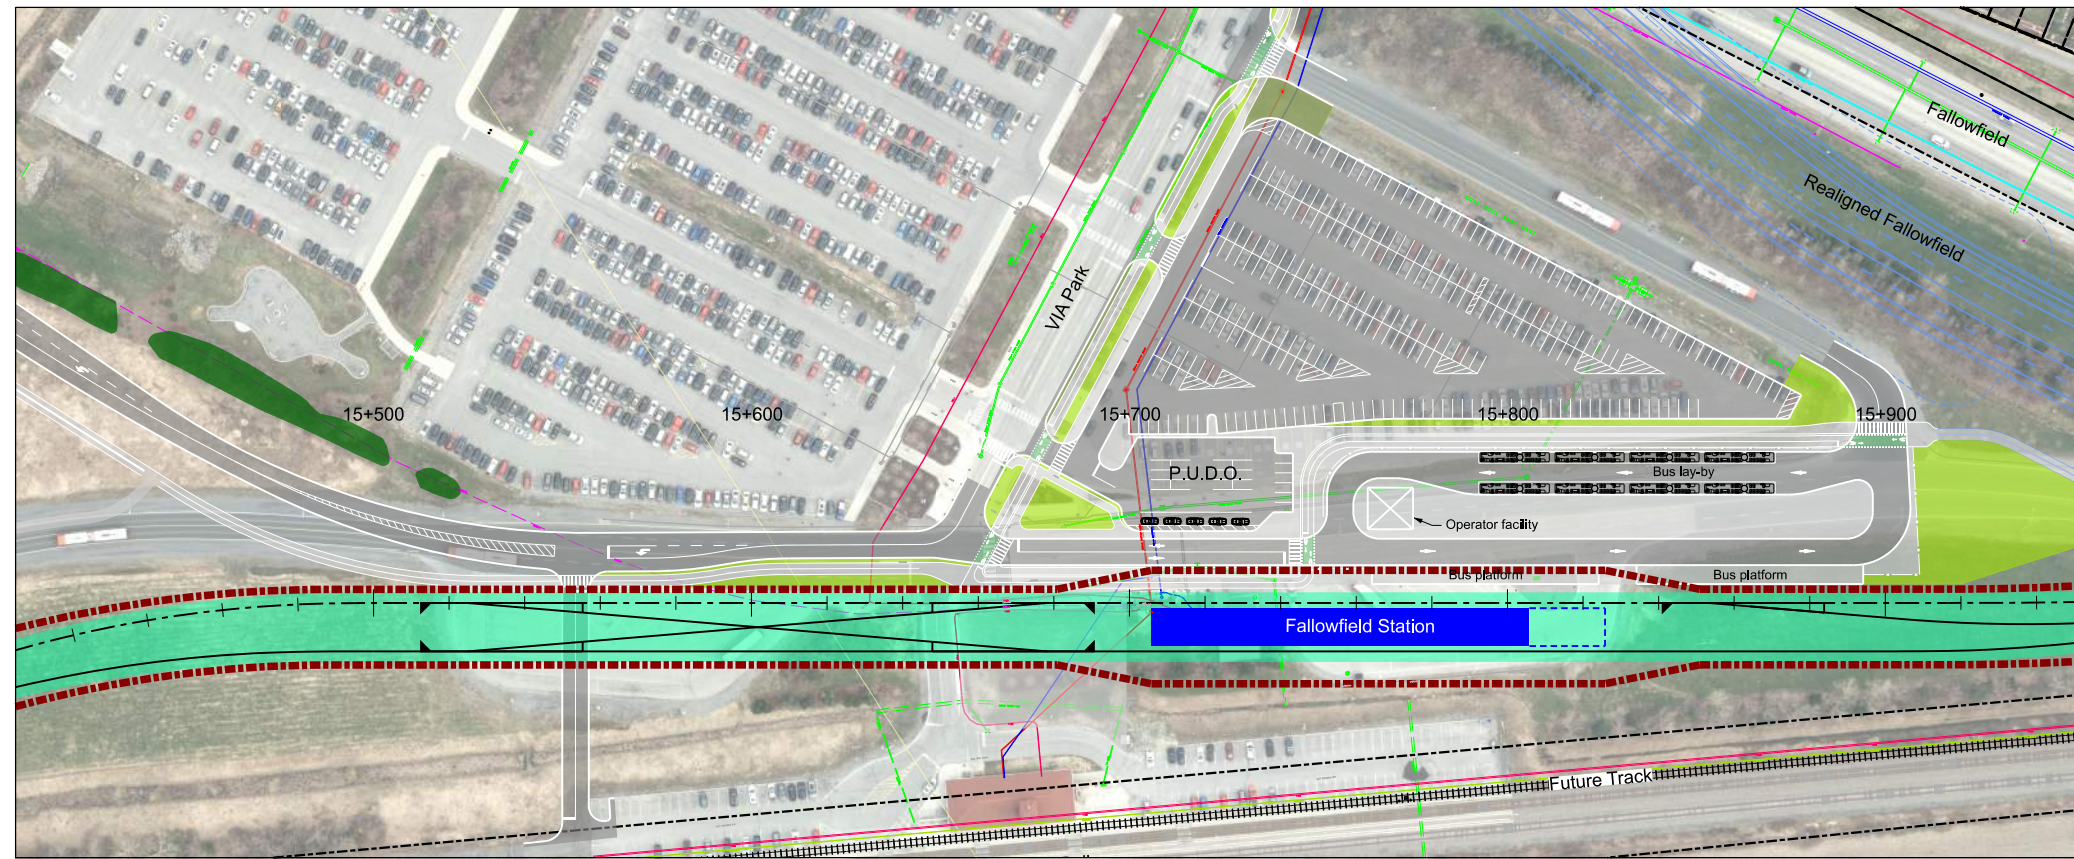 Fallowfield
Realigned Fallowfield
VIA Park
15+500
15+600
15+700
15+800
15+900
P.U.D.O.
Bus lay-by
Operator facility
Bus platform
Bus platform
Fallowfield Station
Future Track